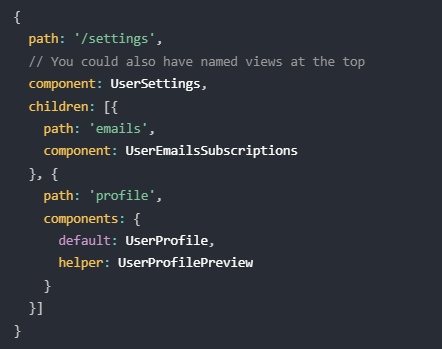 {
  path: '/settings',
  // You could also have named views at the top
  component: UserSettings,
  children: [{
    path: 'emails',
    component: UserEmailsSubscriptions
  }, {
    path: 'profile',
    components: {
      default: UserProfile,
      helper: UserProfilePreview
    }
  }]
}